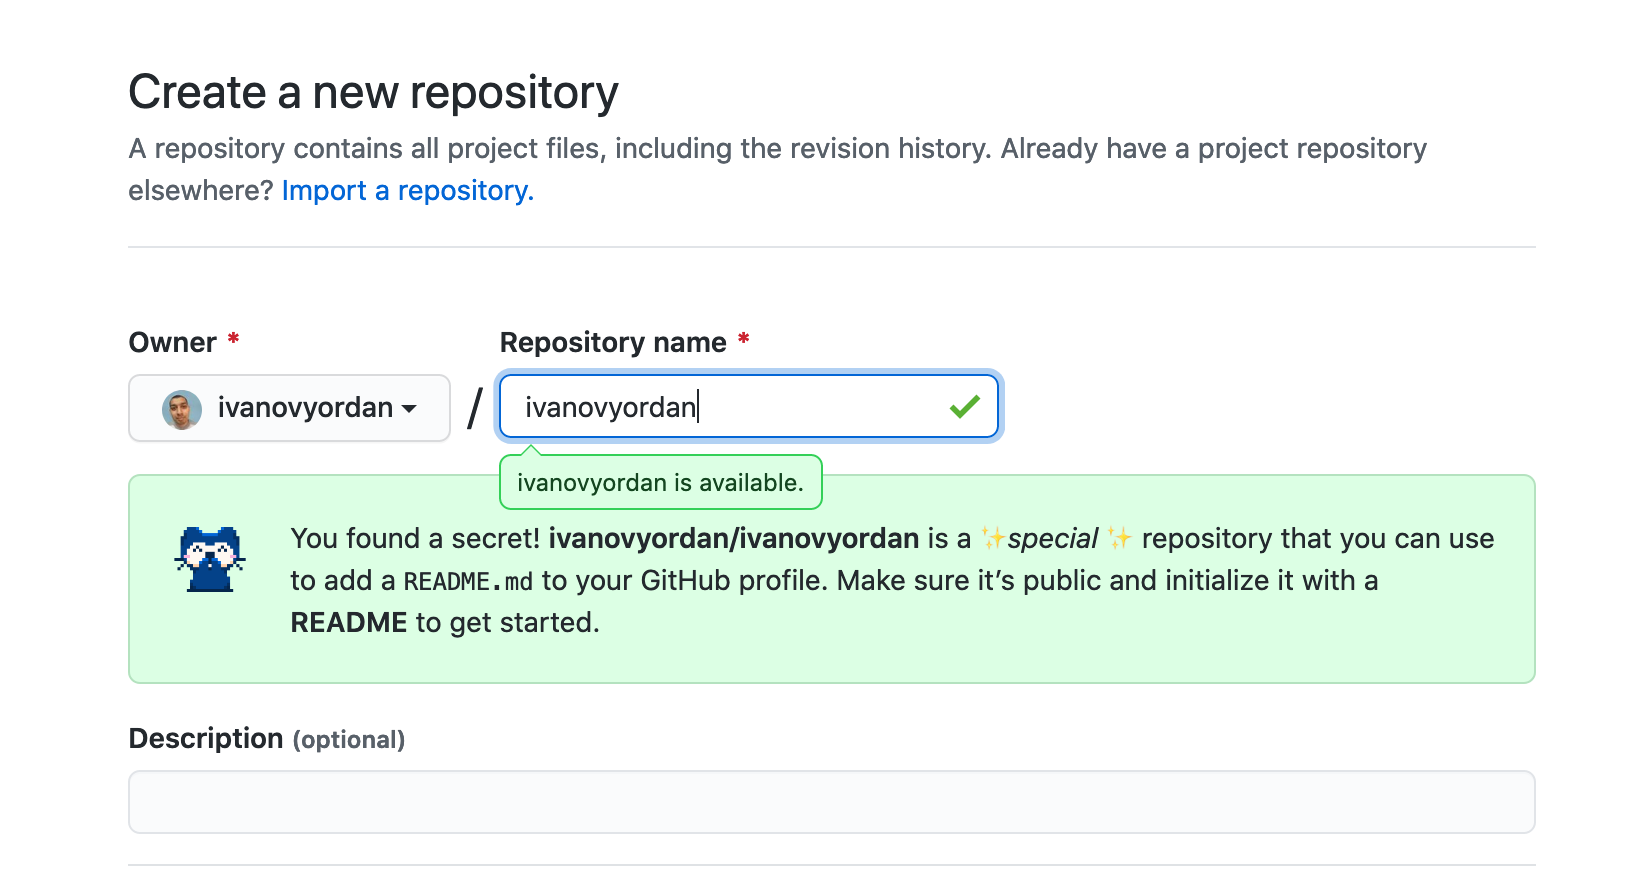 Create a new repository
A repository contains all project files, including the revision history. Already have a project repository
elsewhere? Import a repository.
Owner * Repository name *
ivanovyordan / ivanovyordan
ivanovyordan is available.
You found a secret! ivanovyordan/ivanovyordan is a ✨special✨ repository that you can use
to add a README.md to your GitHub profile. Make sure it’s public and initialize it with a
README to get started.
Description (optional)